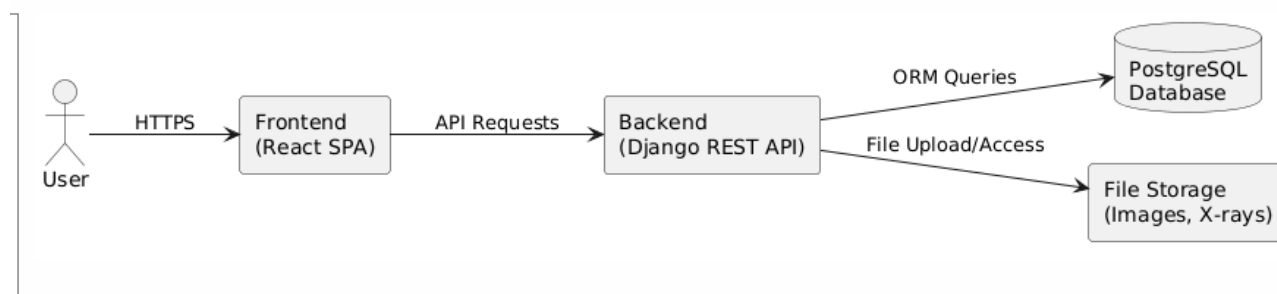 User
HTTPS
Frontend
(React SPA)
API Requests
Backend
(Django REST API)
ORM Queries
PostgreSQL
Database
File Upload/Access
File Storage
(Images, X-rays)